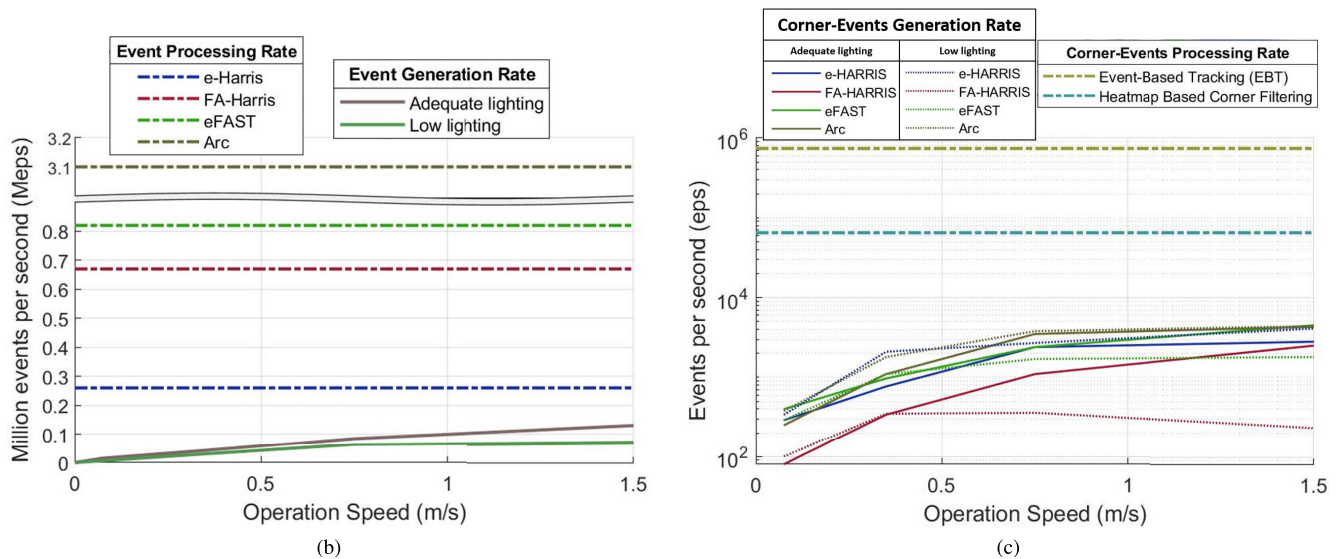 Event Processing Rate
e-Harris
FA-Harris
eFAST
Arc
Event Generation Rate
Adequate lighting
Low lighting
Million events per second (Meps)
3.2
3.1
0.8
0.7
0.6
0.5
0.4
0.3
0.2
0.1
0
0
0.5
1
1.5
Operation Speed (m/s)
(b)
Corner-Events Generation Rate
Adequate lighting Low lighting
e-HARRIS e-HARRIS
FA-HARRIS FA-HARRIS
eFAST eFAST
Arc Arc
Corner-Events Processing Rate
Event-Based Tracking (EBT)
Heatmap Based Corner Filtering
Events per second (eps)
10^6
10^4
10^2
0
0.5
1
1.5
Operation Speed (m/s)
(c)